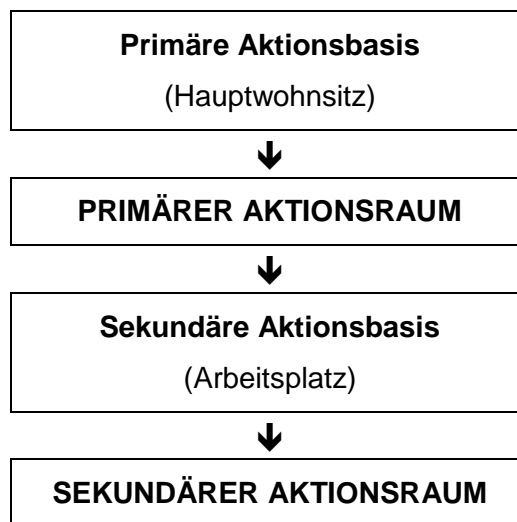 Primäre Aktionsbasis
(Hauptwohnsitz)
PRIMÄRER AKTIONSRAUM
Sekundäre Aktionsbasis
(Arbeitsplatz)
SEKUNDÄRER AKTIONSRAUM